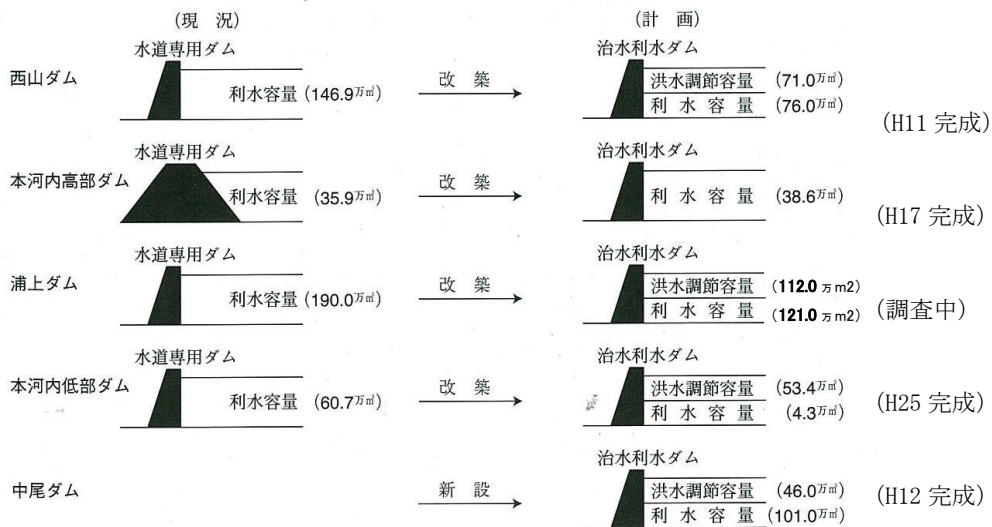 (現 況) (計 画)
水道専用ダム 治水利水ダム
西山ダム 利水容量 (146.9万㎥) 改 築 洪水調節容量 (71.0万㎥)
利 水 容 量 (76.0万㎥)
(H11 完成)
水道専用ダム 治水利水ダム
本河内高部ダム 利水容量 (35.9万㎥) 改 築 利 水 容 量 (38.6万㎥)
(H17 完成)
水道専用ダム 治水利水ダム
浦上ダム 利水容量 (190.0万㎥) 改 築 洪水調節容量 (112.0 万m2)
利 水 容 量 (121.0 万m2) (調査中)
水道専用ダム 治水利水ダム
本河内低部ダム 利水容量 (60.7万㎥) 改 築 洪水調節容量 (53.4万㎥)
利 水 容 量 (4.3万㎥) (H25 完成)
治水利水ダム
中尾ダム 新 設 洪水調節容量 (46.0万㎥) (H12 完成)
利 水 容 量 (101.0万㎥)